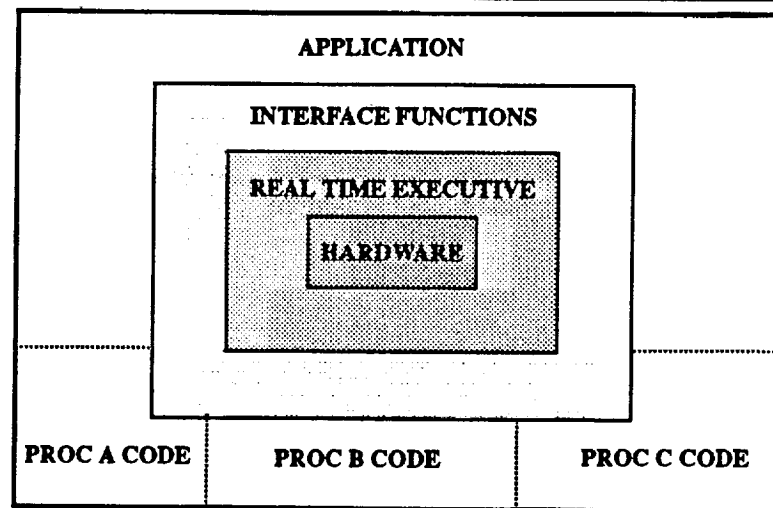 APPLICATION
INTERFACE FUNCTIONS
REAL TIME EXECUTIVE
HARDWARE
PROC A CODE
PROC B CODE
PROC C CODE